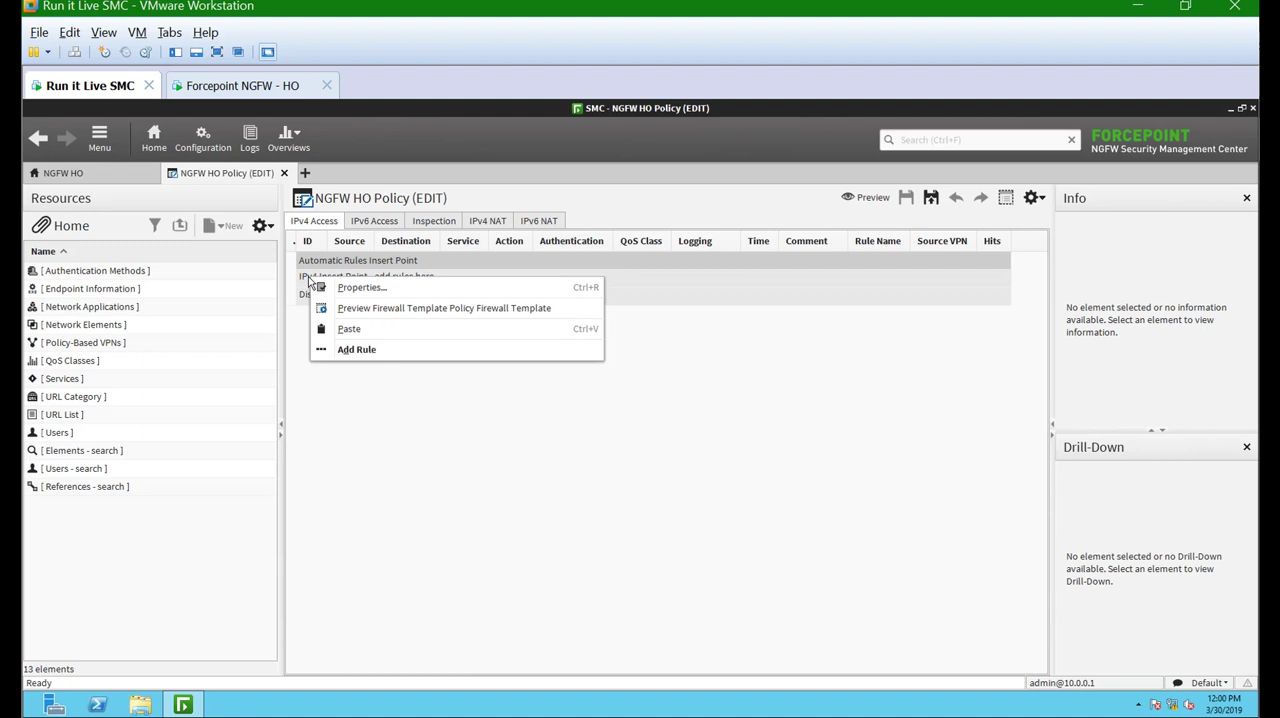 Run it Live SMC - VMware Workstation
File Edit View VM Tabs Help
Run it Live SMC Forcepoint NGFW - HO
SMC - NGFW HO Policy (EDIT)
Menu Home Configuration Logs Overviews
Search (Ctrl+F)
FORCEPOINT
NGFW Security Management Center
NGFW HO NGFW HO Policy (EDIT)
Resources
Home New
Name
[ Authentication Methods ]
[ Endpoint Information ]
[ Network Applications ]
[ Network Elements ]
[ Policy-Based VPNs ]
[ QoS Classes ]
[ Services ]
[ URL Category ]
[ URL List ]
[ Users ]
[ Elements - search ]
[ Users - search ]
[ References - search ]
13 elements
NGFW HO Policy (EDIT) Preview
IPv4 Access IPv6 Access Inspection IPv4 NAT IPv6 NAT
ID Source Destination Service Action Authentication QoS Class Logging Time Comment Rule Name Source VPN Hits
Automatic Rules Insert Point
IPv4 Insert Point - add rules here
Properties... Ctrl+R
Preview Firewall Template Policy Firewall Template
Paste Ctrl+V
Add Rule
Info
No element selected or no information
available. Select an element to view
information.
Drill-Down
No element selected or no Drill-Down
available. Select an element to view
Drill-Down.
Ready admin@10.0.0.1 Default
12:00 PM
3/30/2019